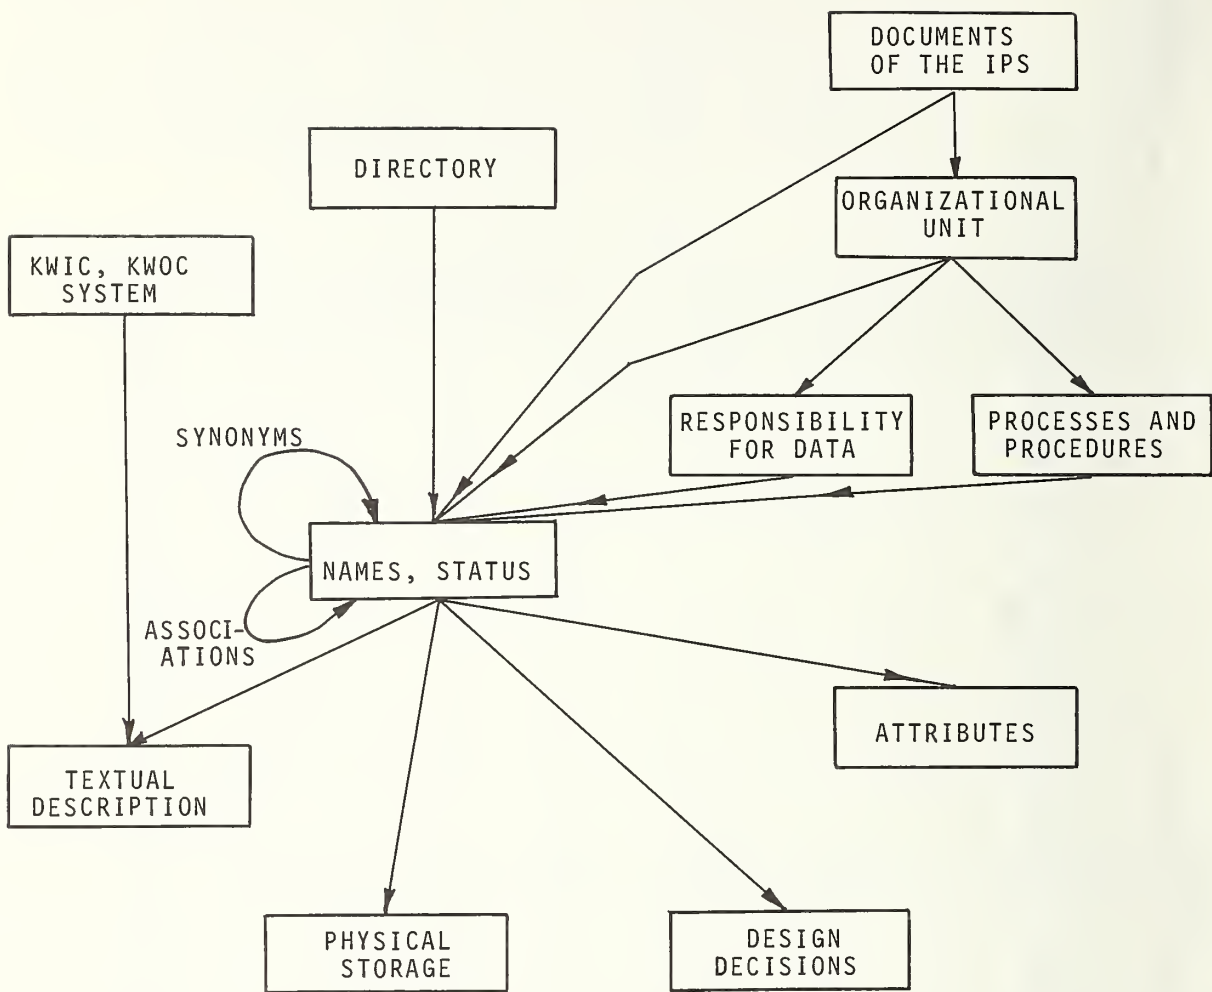 DOCUMENTS
OF THE IPS
DIRECTORY
ORGANIZATIONAL
UNIT
KWIC, KWOC
SYSTEM
RESPONSIBILITY
FOR DATA
PROCESSES AND
PROCEDURES
SYNONYMS
NAMES, STATUS
ASSOCI-
ATIONS
ATTRIBUTES
TEXTUAL
DESCRIPTION
PHYSICAL
STORAGE
DESIGN
DECISIONS